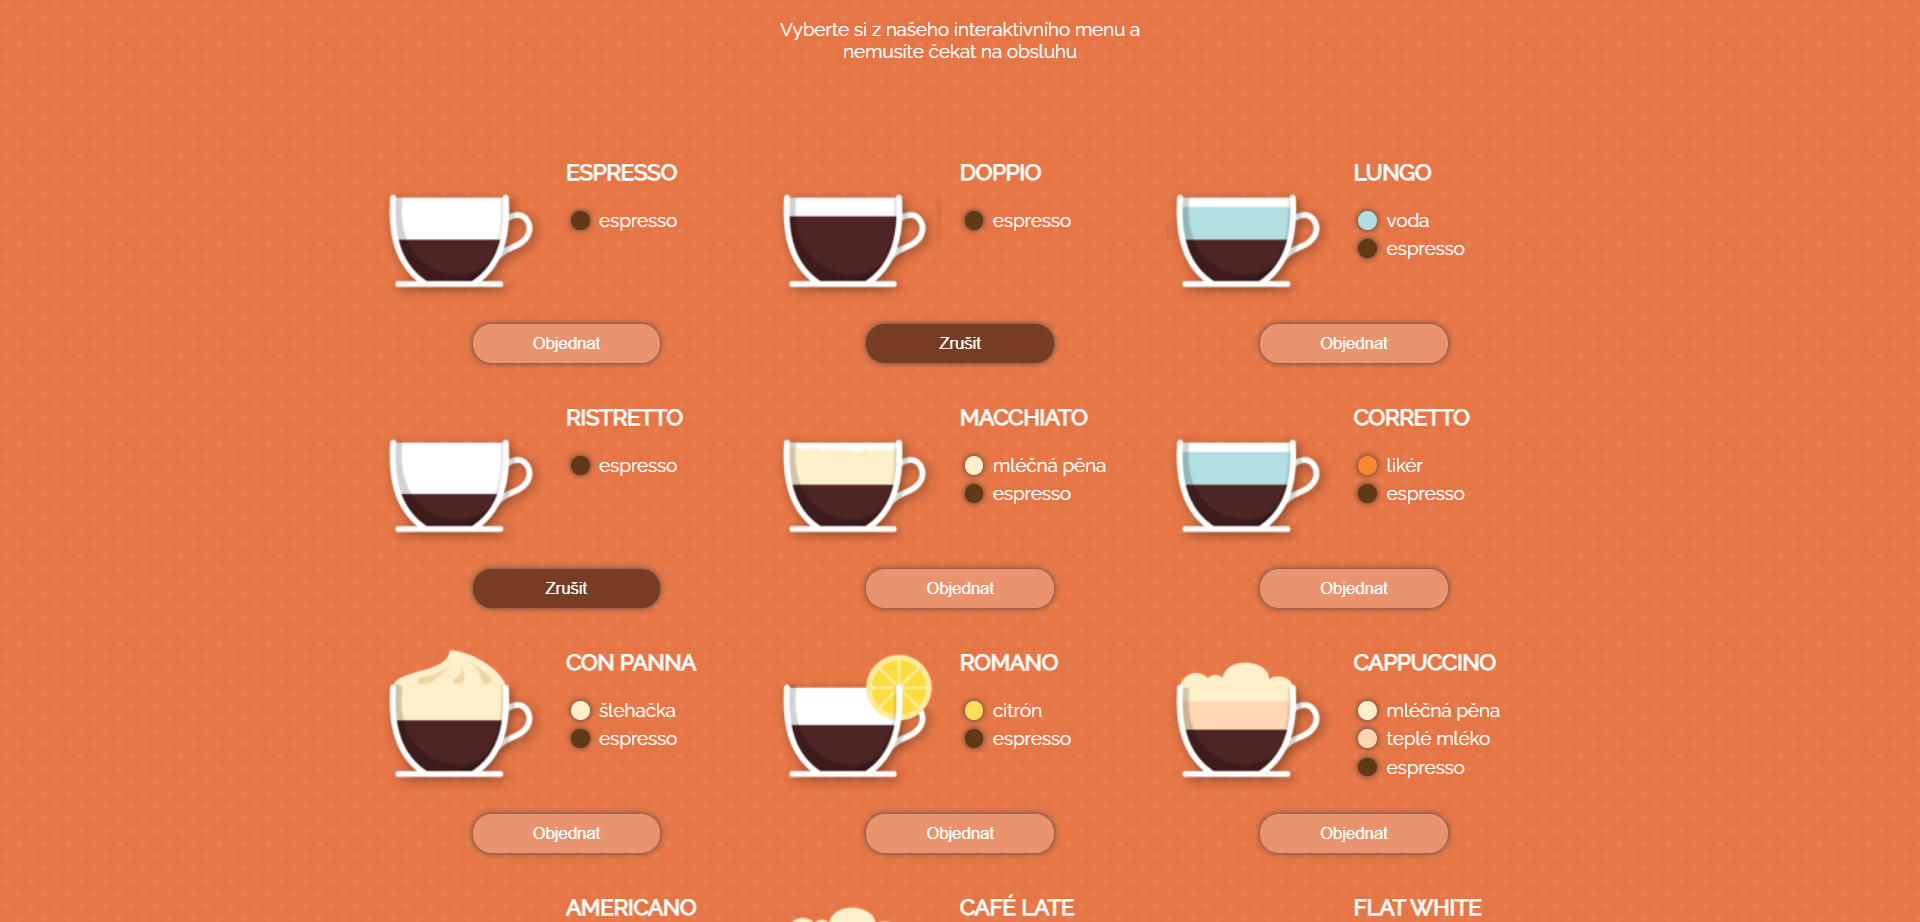 Vyberte si z našeho interaktivního menu a
nemusíte čekat na obsluhu
ESPRESSO
espresso
Objednat
DOPPIO
espresso
Zrušit
LUNGO
voda
espresso
Objednat
RISTRETTO
espresso
Zrušit
MACCHIATO
mléčná pěna
espresso
Objednat
CORRETTO
likér
espresso
Objednat
CON PANNA
šlehačka
espresso
Objednat
ROMANO
citrón
espresso
Objednat
CAPPUCCINO
mléčná pěna
teplé mléko
espresso
Objednat
AMERICANO
CAFÉ LATE
FLAT WHITE